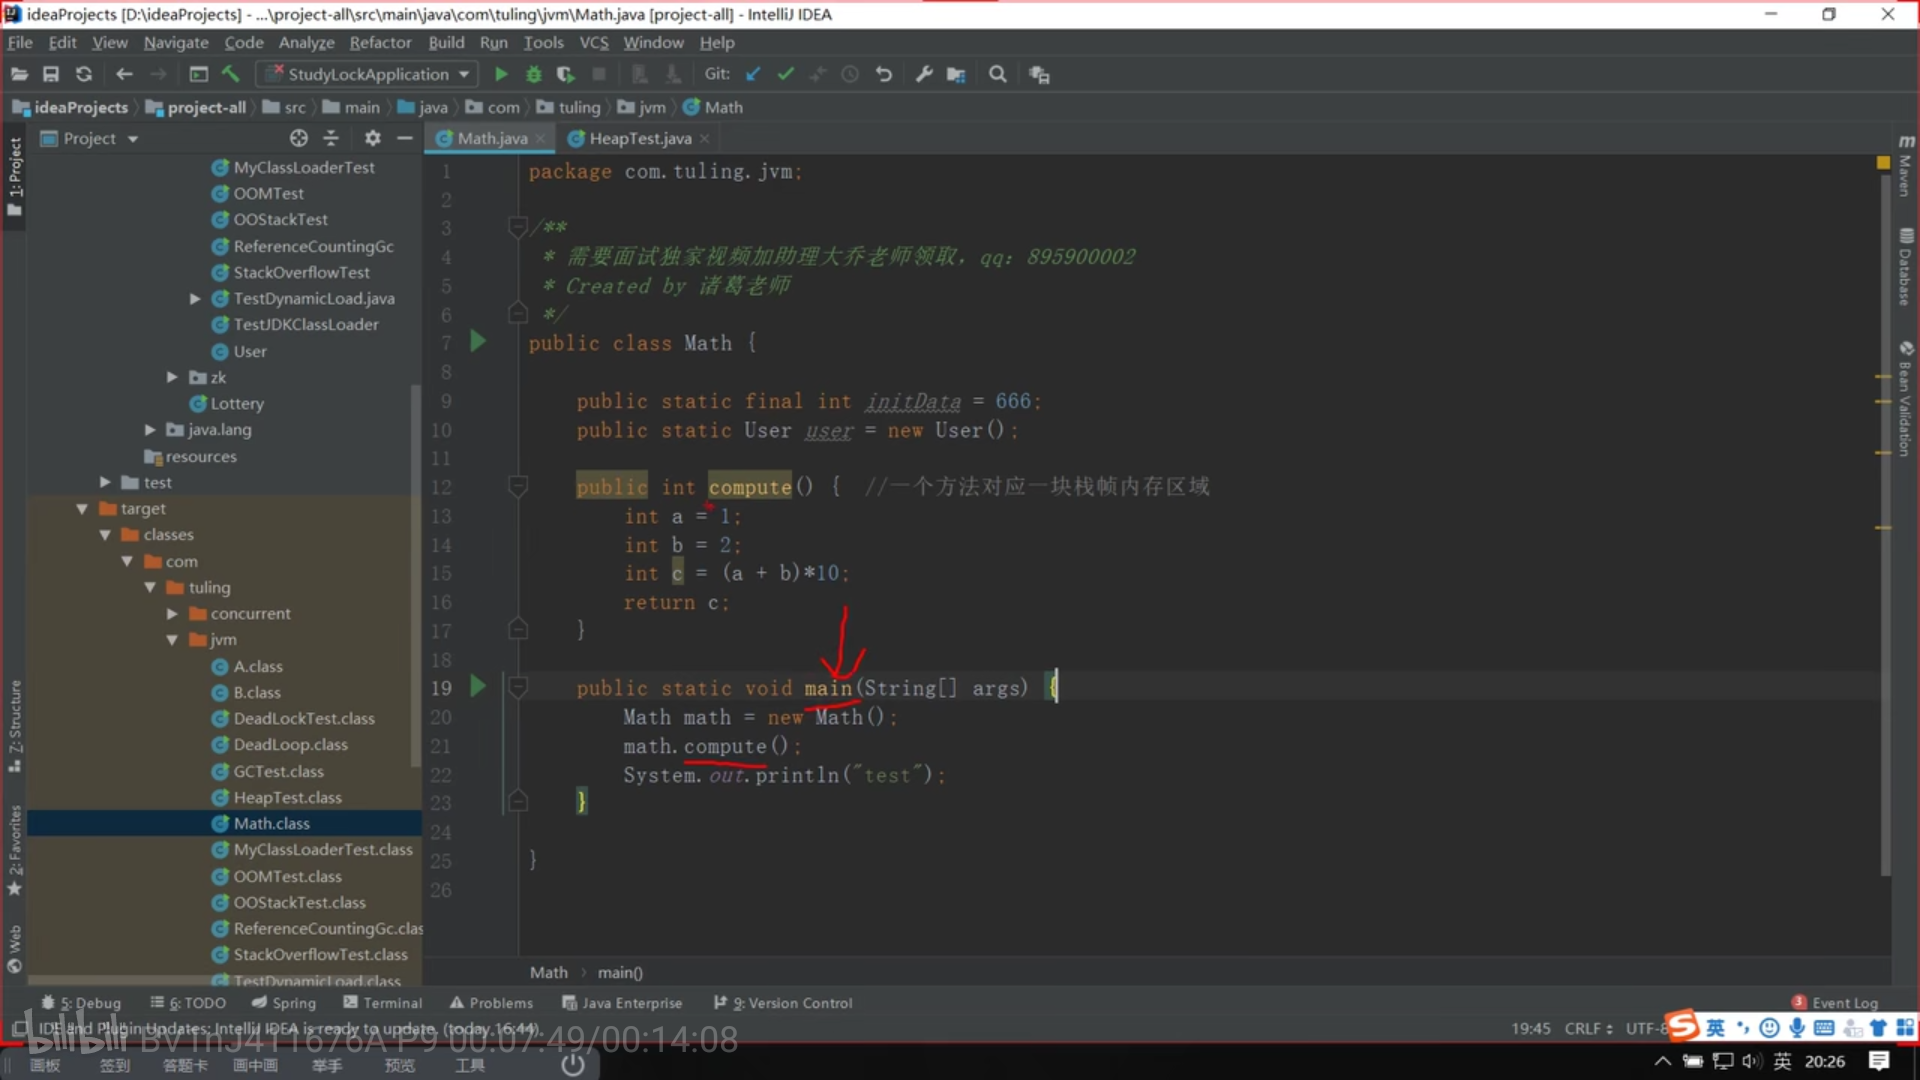 ideaProjects [D:\ideaProjects] - ...\project-all\src\main\java\com\tuling\jvm\Math.java [project-all] - IntelliJ IDEA
File Edit View Navigate Code Analyze Refactor Build Run Tools VCS Window Help
StudyLockApplication Git:
ideaProjects project-all src main java com tuling jvm Math
Project Math.java HeapTest.java
1: Project
MyClassLoaderTest
OOMTest
OOStackTest
ReferenceCountingGc
StackOverflowTest
TestDynamicLoad.java
TestJDKClassLoader
User
zk
Lottery
java.lang
resources
test
target
classes
com
tuling
concurrent
jvm
A.class
B.class
DeadLockTest.class
DeadLoop.class
GCTest.class
HeapTest.class
Math.class
MyClassLoaderTest.class
OOMTest.class
OOStackTest.class
ReferenceCountingGc.clas
StackOverflowTest.class
TestDynamicLoad.class
7: Structure
2: Favorites
Web
1 package com.tuling.jvm;
2
3 /**
4 * 需要面试独家视频加助理大乔老师领取，qq：895900002
5 * Created by 诸葛老师
6 */
7 public class Math {
8
9 public static final int initData = 666;
10 public static User user = new User();
11
12 public int compute() { //一个方法对应一块栈帧内存区域
13 int a = 1;
14 int b = 2;
15 int c = (a + b)*10;
16 return c;
17 }
18
19 public static void main(String[] args) {
20 Math math = new Math();
21 math.compute();
22 System.out.println("test");
23 }
24
25 }
26
Maven
Database
Bean Validation
Math main()
5: Debug 6: TODO Spring Terminal Problems Java Enterprise 9: Version Control 3 Event Log
IDE and Plugin Updates: IntelliJ IDEA is ready to update. (today 16:44) 19:45 CRLF UTF-8 英
bilibili BV1nJ411676A P9 00:07:49/00:14:08
画板 签到 答题卡 画中画 举手 预览 工具 英 20:26